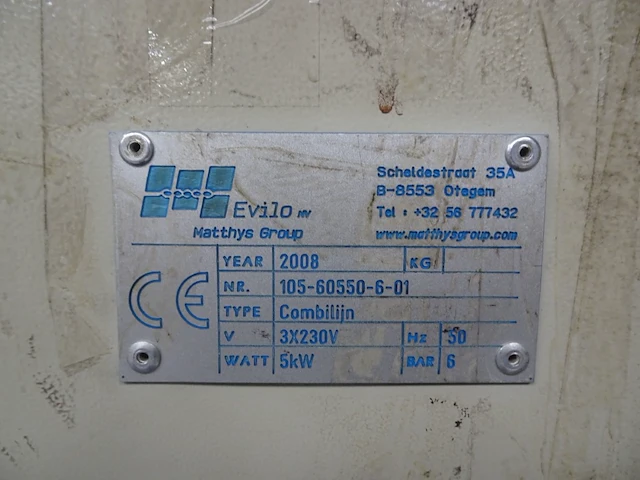 Evilo NV
Matthys Group
Scheldestraat 35A
B-8553 Otegem
Tel : +32 56 777432
www.matthysgroup.com
CE
YEAR 2008 KG
NR. 105-60550-6-01
TYPE Combilijn
V 3X230V Hz 50
WATT 5kW BAR 6